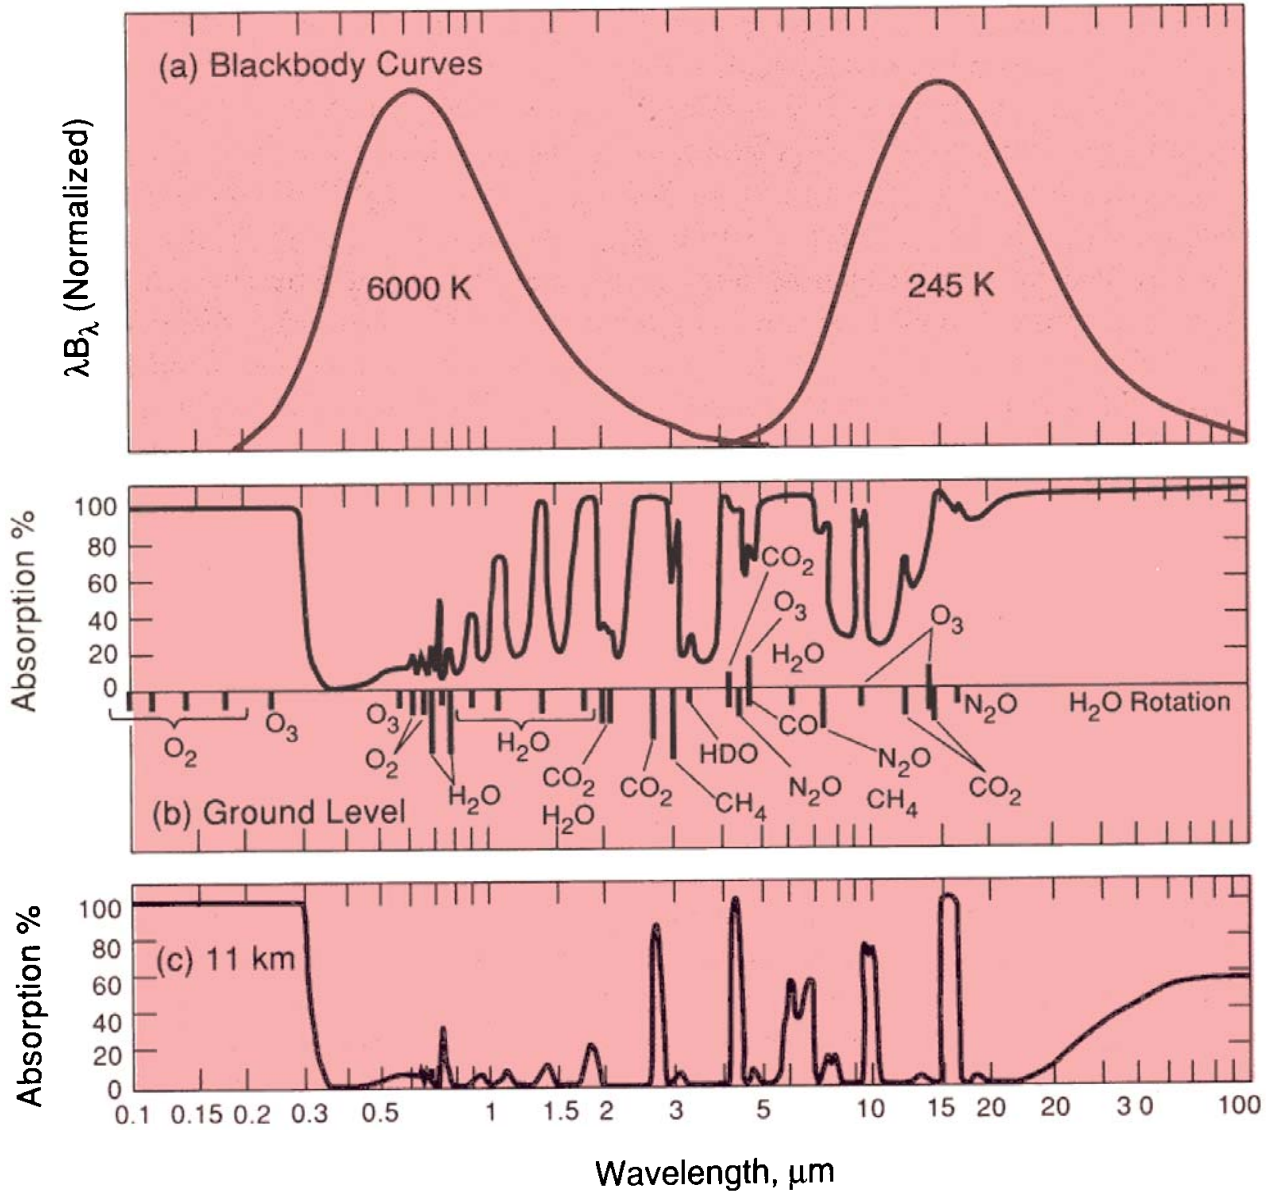 (a) Blackbody Curves
λB_λ (Normalized)
6000 K
245 K
Absorption %
100
80
60
40
20
0
CO₂
O₃
H₂O
O₃
O₂
O₃
O₃
O₂
H₂O
H₂O
CO₂
H₂O
CO₂
CH₄
HDO
N₂O
CO
N₂O
CH₄
CO₂
N₂O
H₂O Rotation
(b) Ground Level
Absorption %
100
80
60
40
20
0
(c) 11 km
0.1 0.15 0.2 0.3 0.5 1 1.5 2 3 5 10 15 20 20 3 0 100
Wavelength, μm